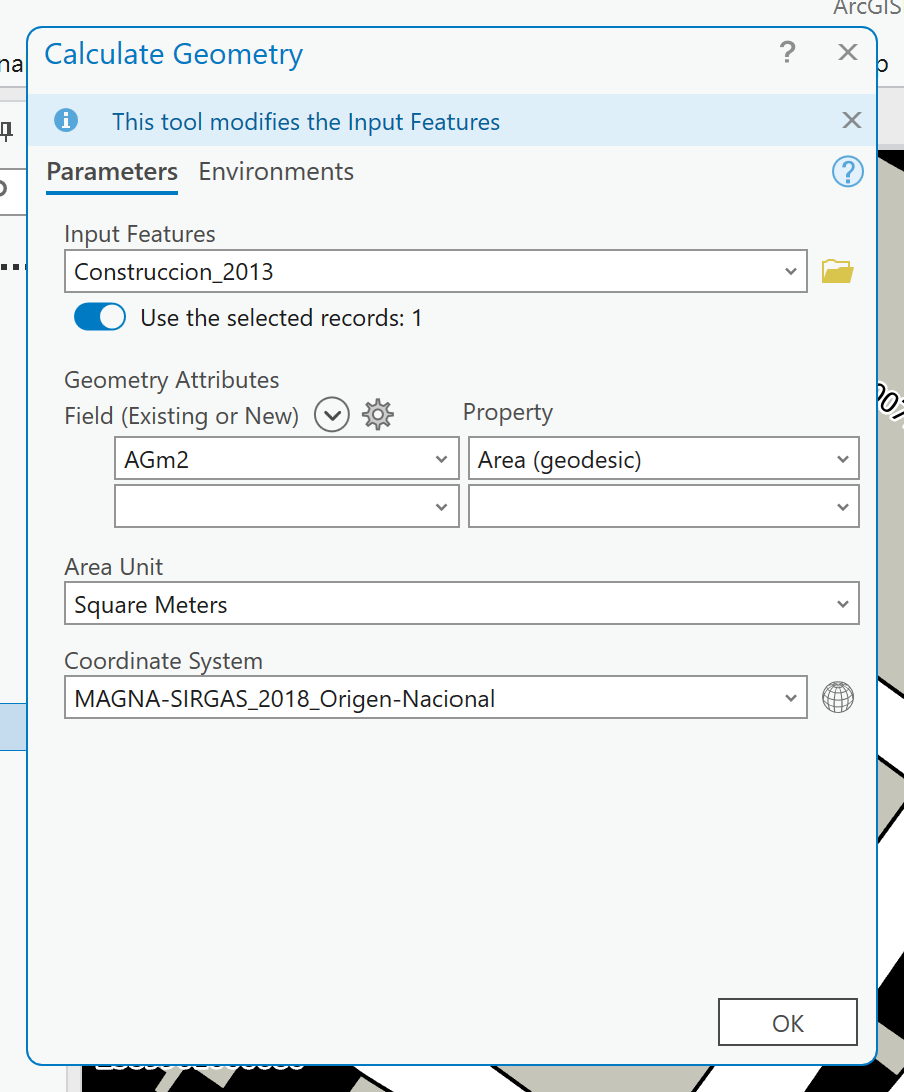 ArcGIS
Calculate Geometry ?
This tool modifies the Input Features
Parameters Environments ?
Input Features
Construccion_2013
Use the selected records: 1
Geometry Attributes
Field (Existing or New) Property
AGm2 Area (geodesic)
Area Unit
Square Meters
Coordinate System
MAGNA-SIRGAS_2018_Origen-Nacional
OK